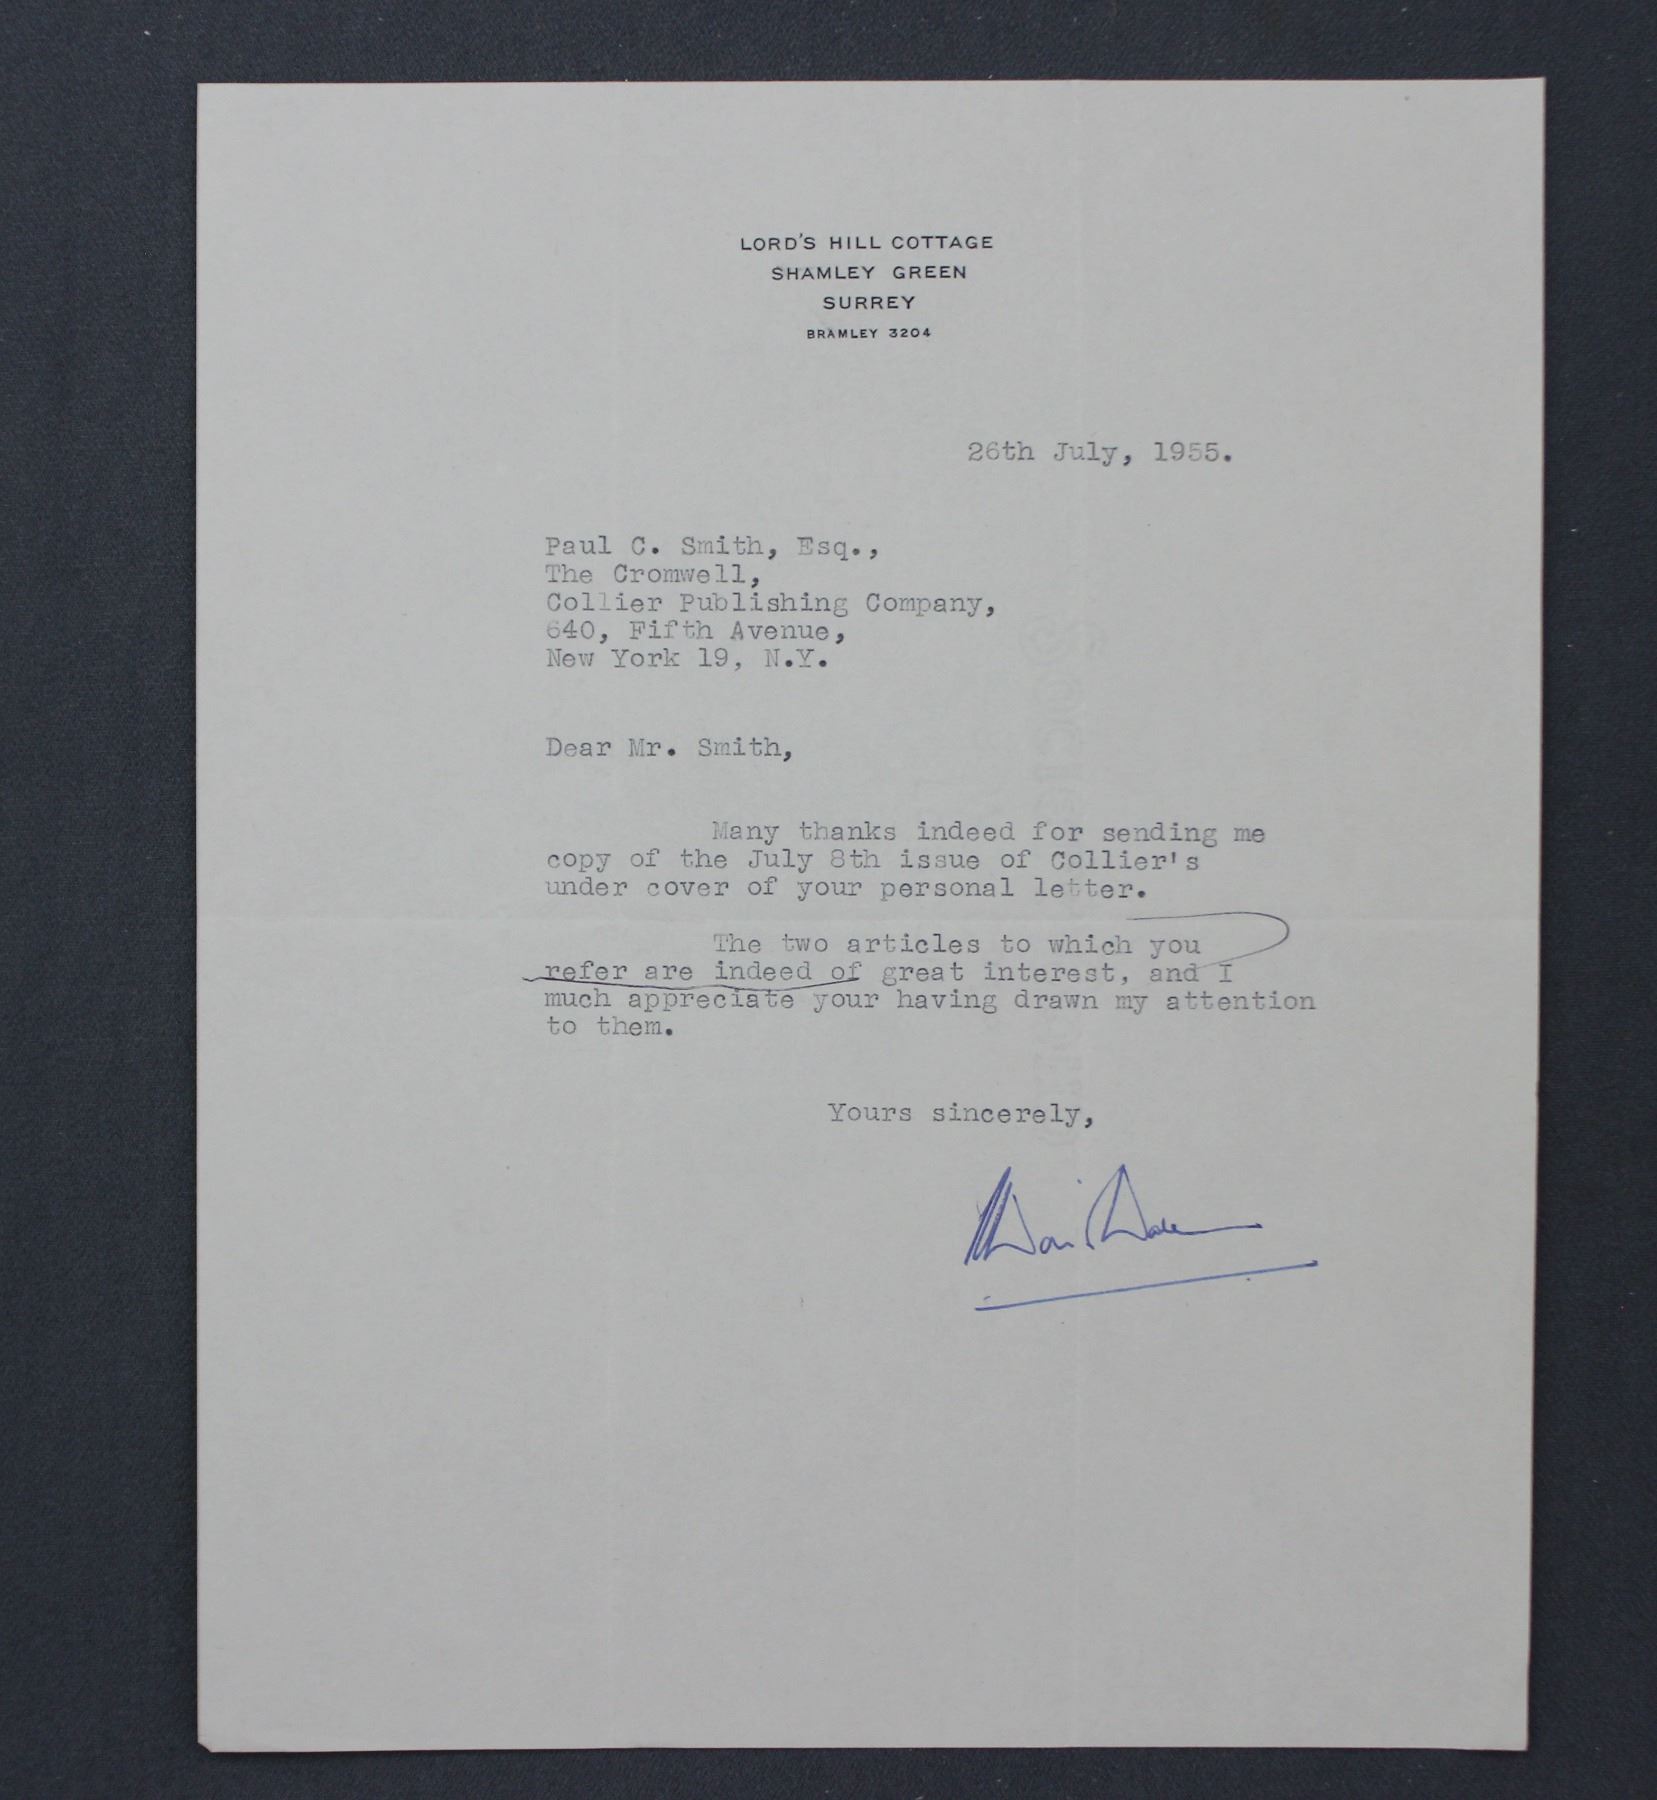 LORD'S HILL COTTAGE
SHAMLEY GREEN
SURREY
BRAMLEY 3204
26th July, 1955.
Paul C. Smith, Esq.,
The Cromwell,
Collier Publishing Company,
640, Fifth Avenue,
New York 19, N.Y.
Dear Mr. Smith,
Many thanks indeed for sending me
copy of the July 8th issue of Collier's
under cover of your personal letter.
The two articles to which you
refer are indeed of great interest, and I
much appreciate your having drawn my attention
to them.
Yours sincerely,